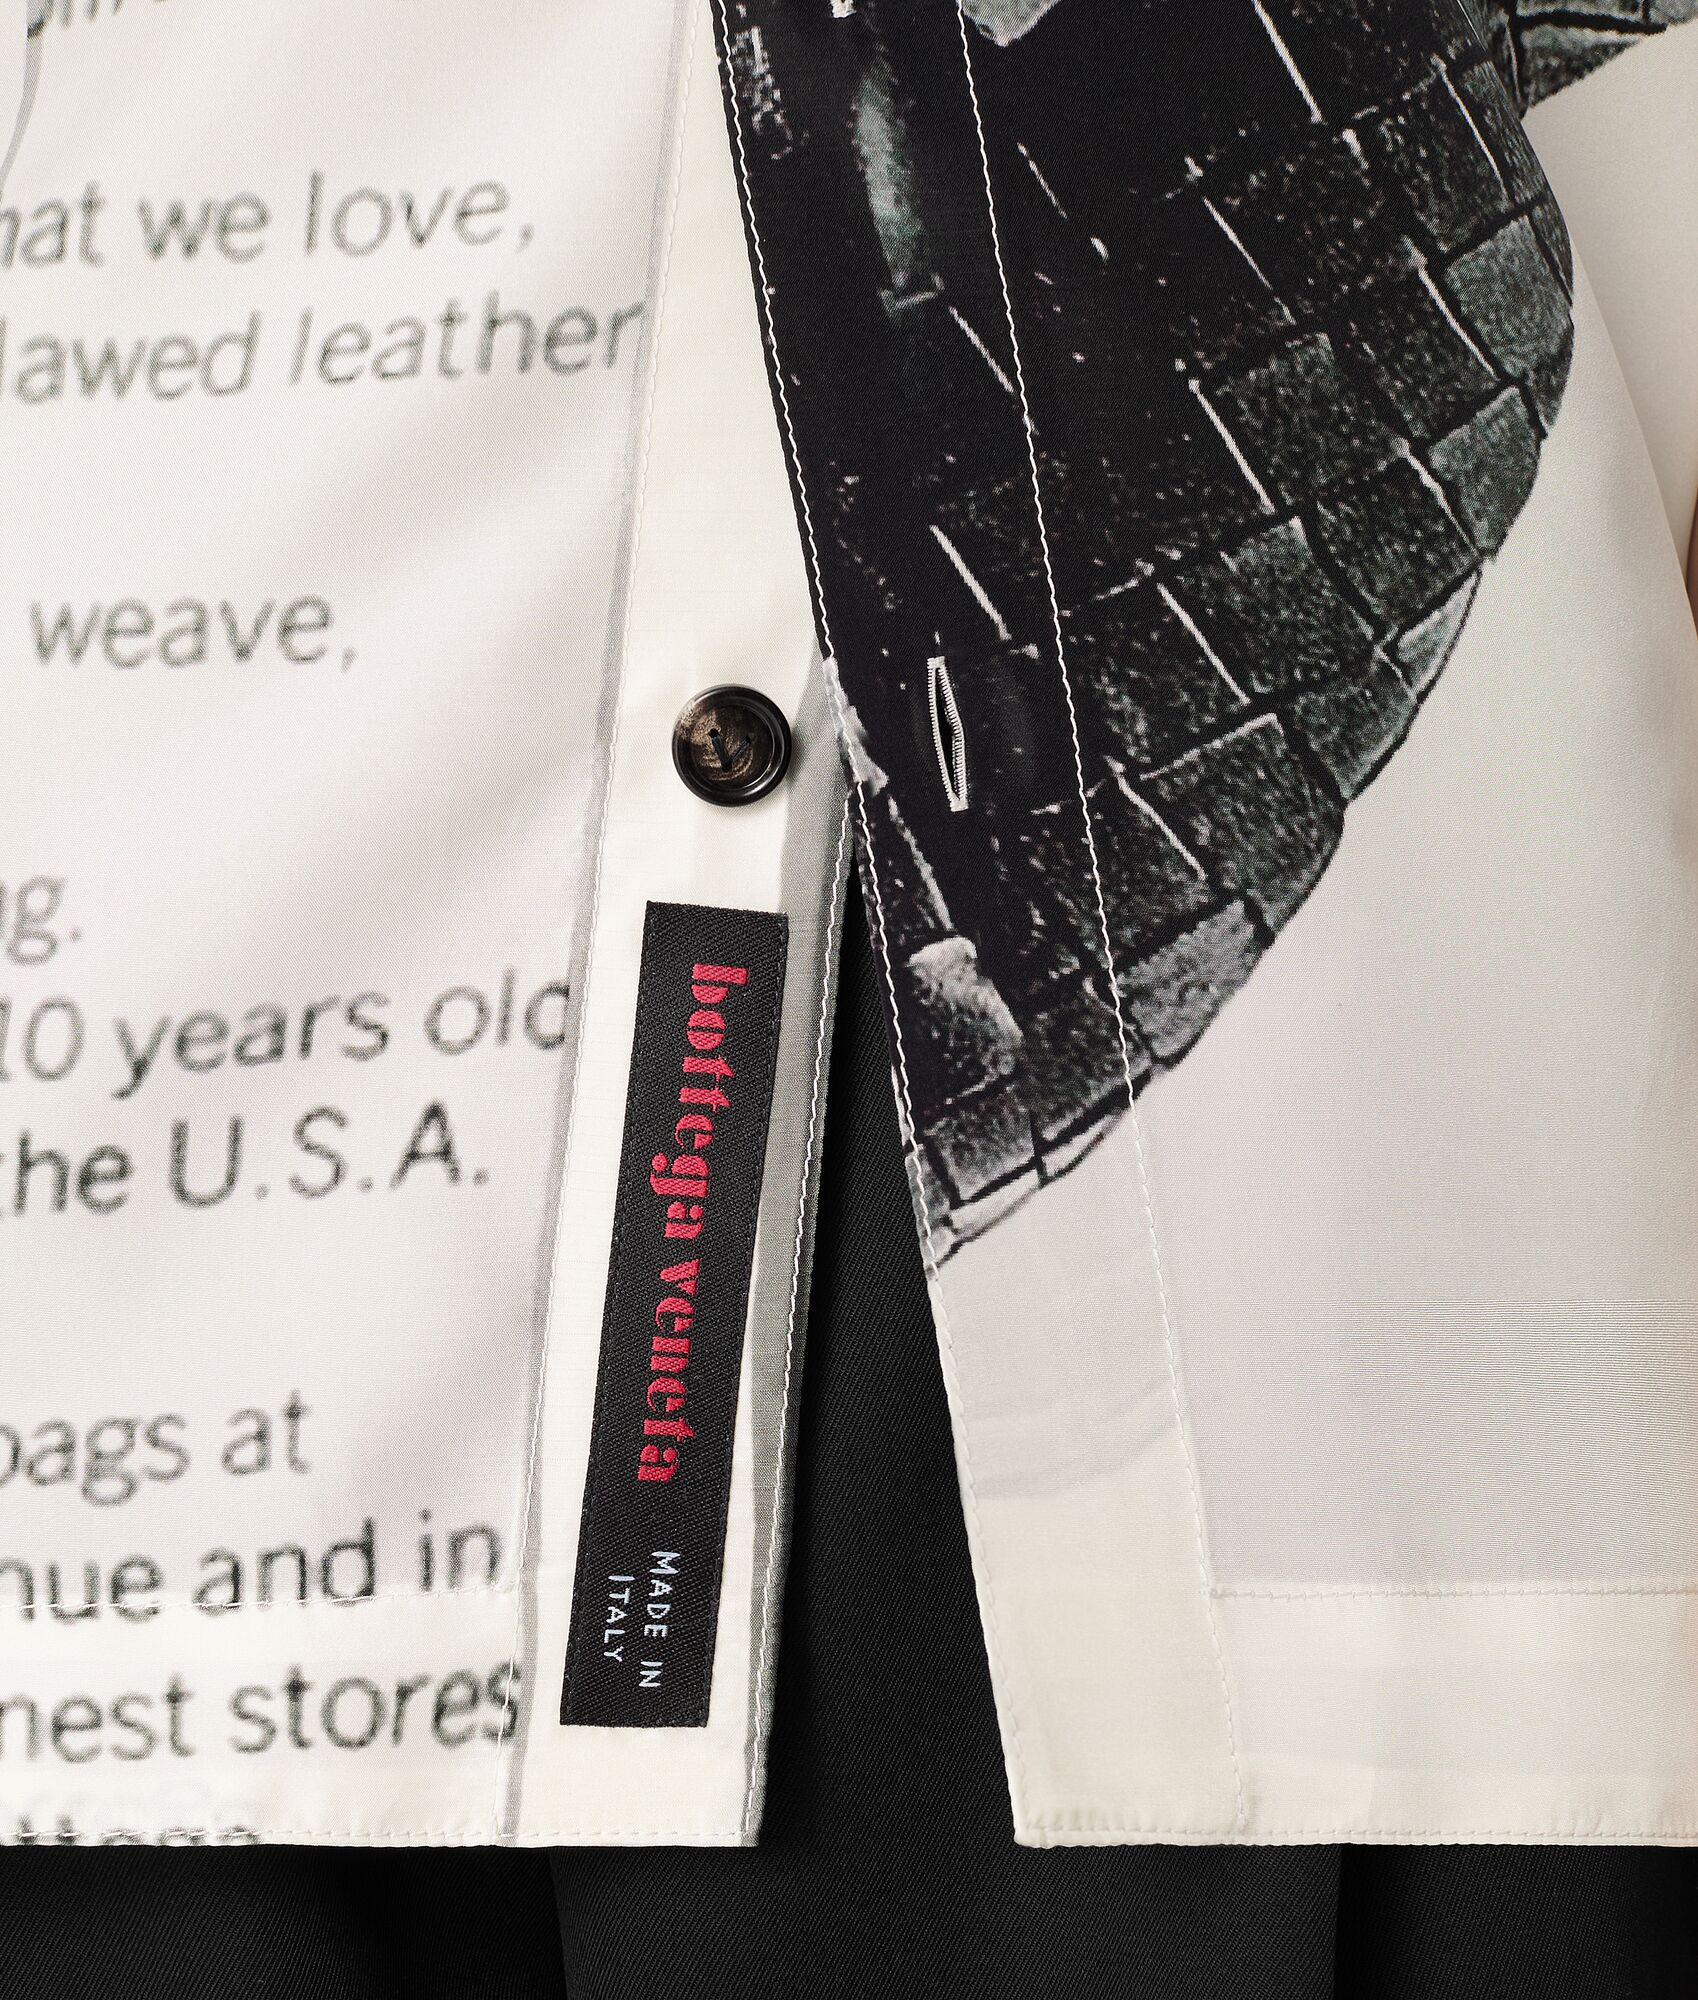 hat we love,
lawed leather
weave,
g.
10 years old
the U.S.A.
bags at
nue and in
nest stores
bottega veneta
MADE IN
ITALY